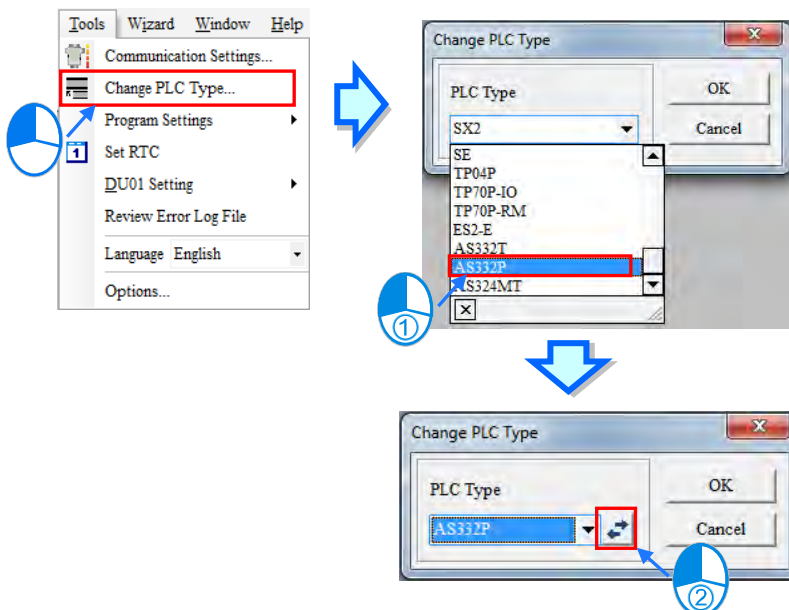 Tools Wizard Window Help
Communication Settings...
Change PLC Type...
Program Settings
1 Set RTC
DU01 Setting
Review Error Log File
Language English
Options...
Change PLC Type
PLC Type
OK
SX2
Cancel
SE
TP04P
TP70P-IO
TP70P-RM
ES2-E
AS332T
AS332P
AS324MT
1
Change PLC Type
PLC Type
OK
AS332P
Cancel
2